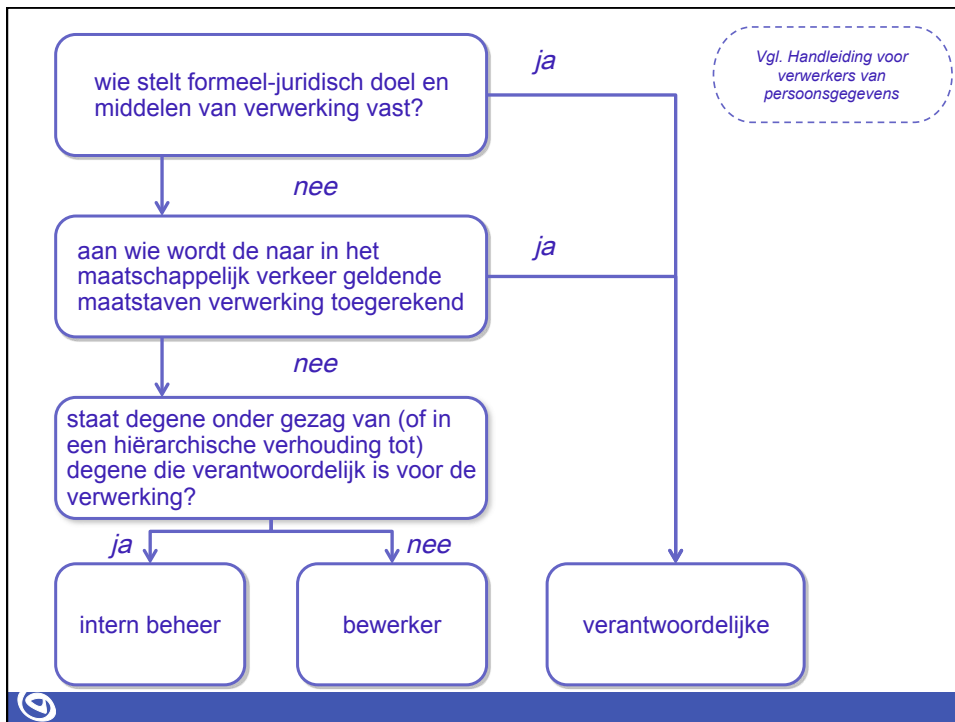 wie stelt formeel-juridisch doel en
middelen van verwerking vast?
ja
Vgl. Handleiding voor
verwerkers van
persoonsgegevens
nee
aan wie wordt de naar in het
maatschappelijk verkeer geldende
maatstaven verwerking toegerekend
ja
nee
staat degene onder gezag van (of in
een hiërarchische verhouding tot)
degene die verantwoordelijk is voor de
verwerking?
ja
nee
intern beheer
bewerker
verantwoordelijke